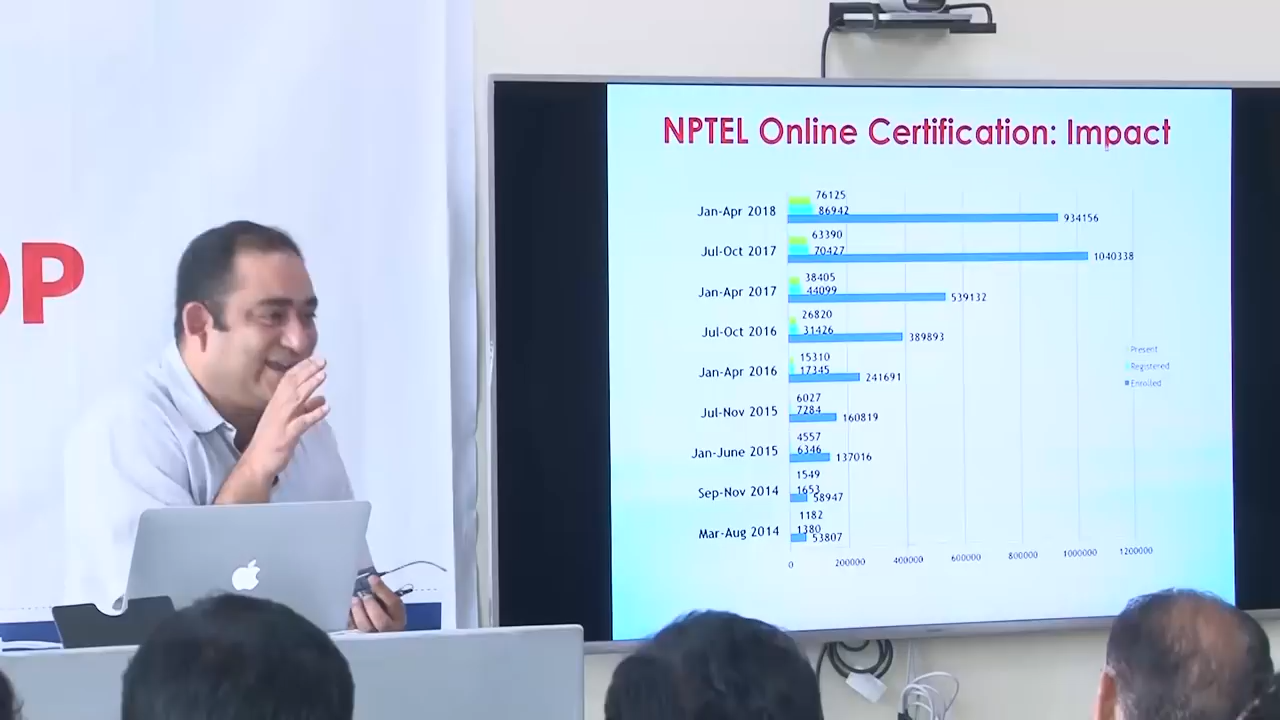 OP
NPTEL Online Certification: Impact
76125
Jan-Apr 2018
86942
934156
63390
Jul-Oct 2017
70427
1040338
38405
Jan-Apr 2017
44099
539132
26820
Jul-Oct 2016
31426
389893
15310
Jan-Apr 2016
17345
241691
6027
Jul-Nov 2015
7284
160819
4557
Jan-June 2015
6346
137016
1549
Sep-Nov 2014
1653
58947
1182
Mar-Aug 2014
1380
53807
Present
Registered
Enrolled
0 200000 400000 600000 800000 1000000 1200000